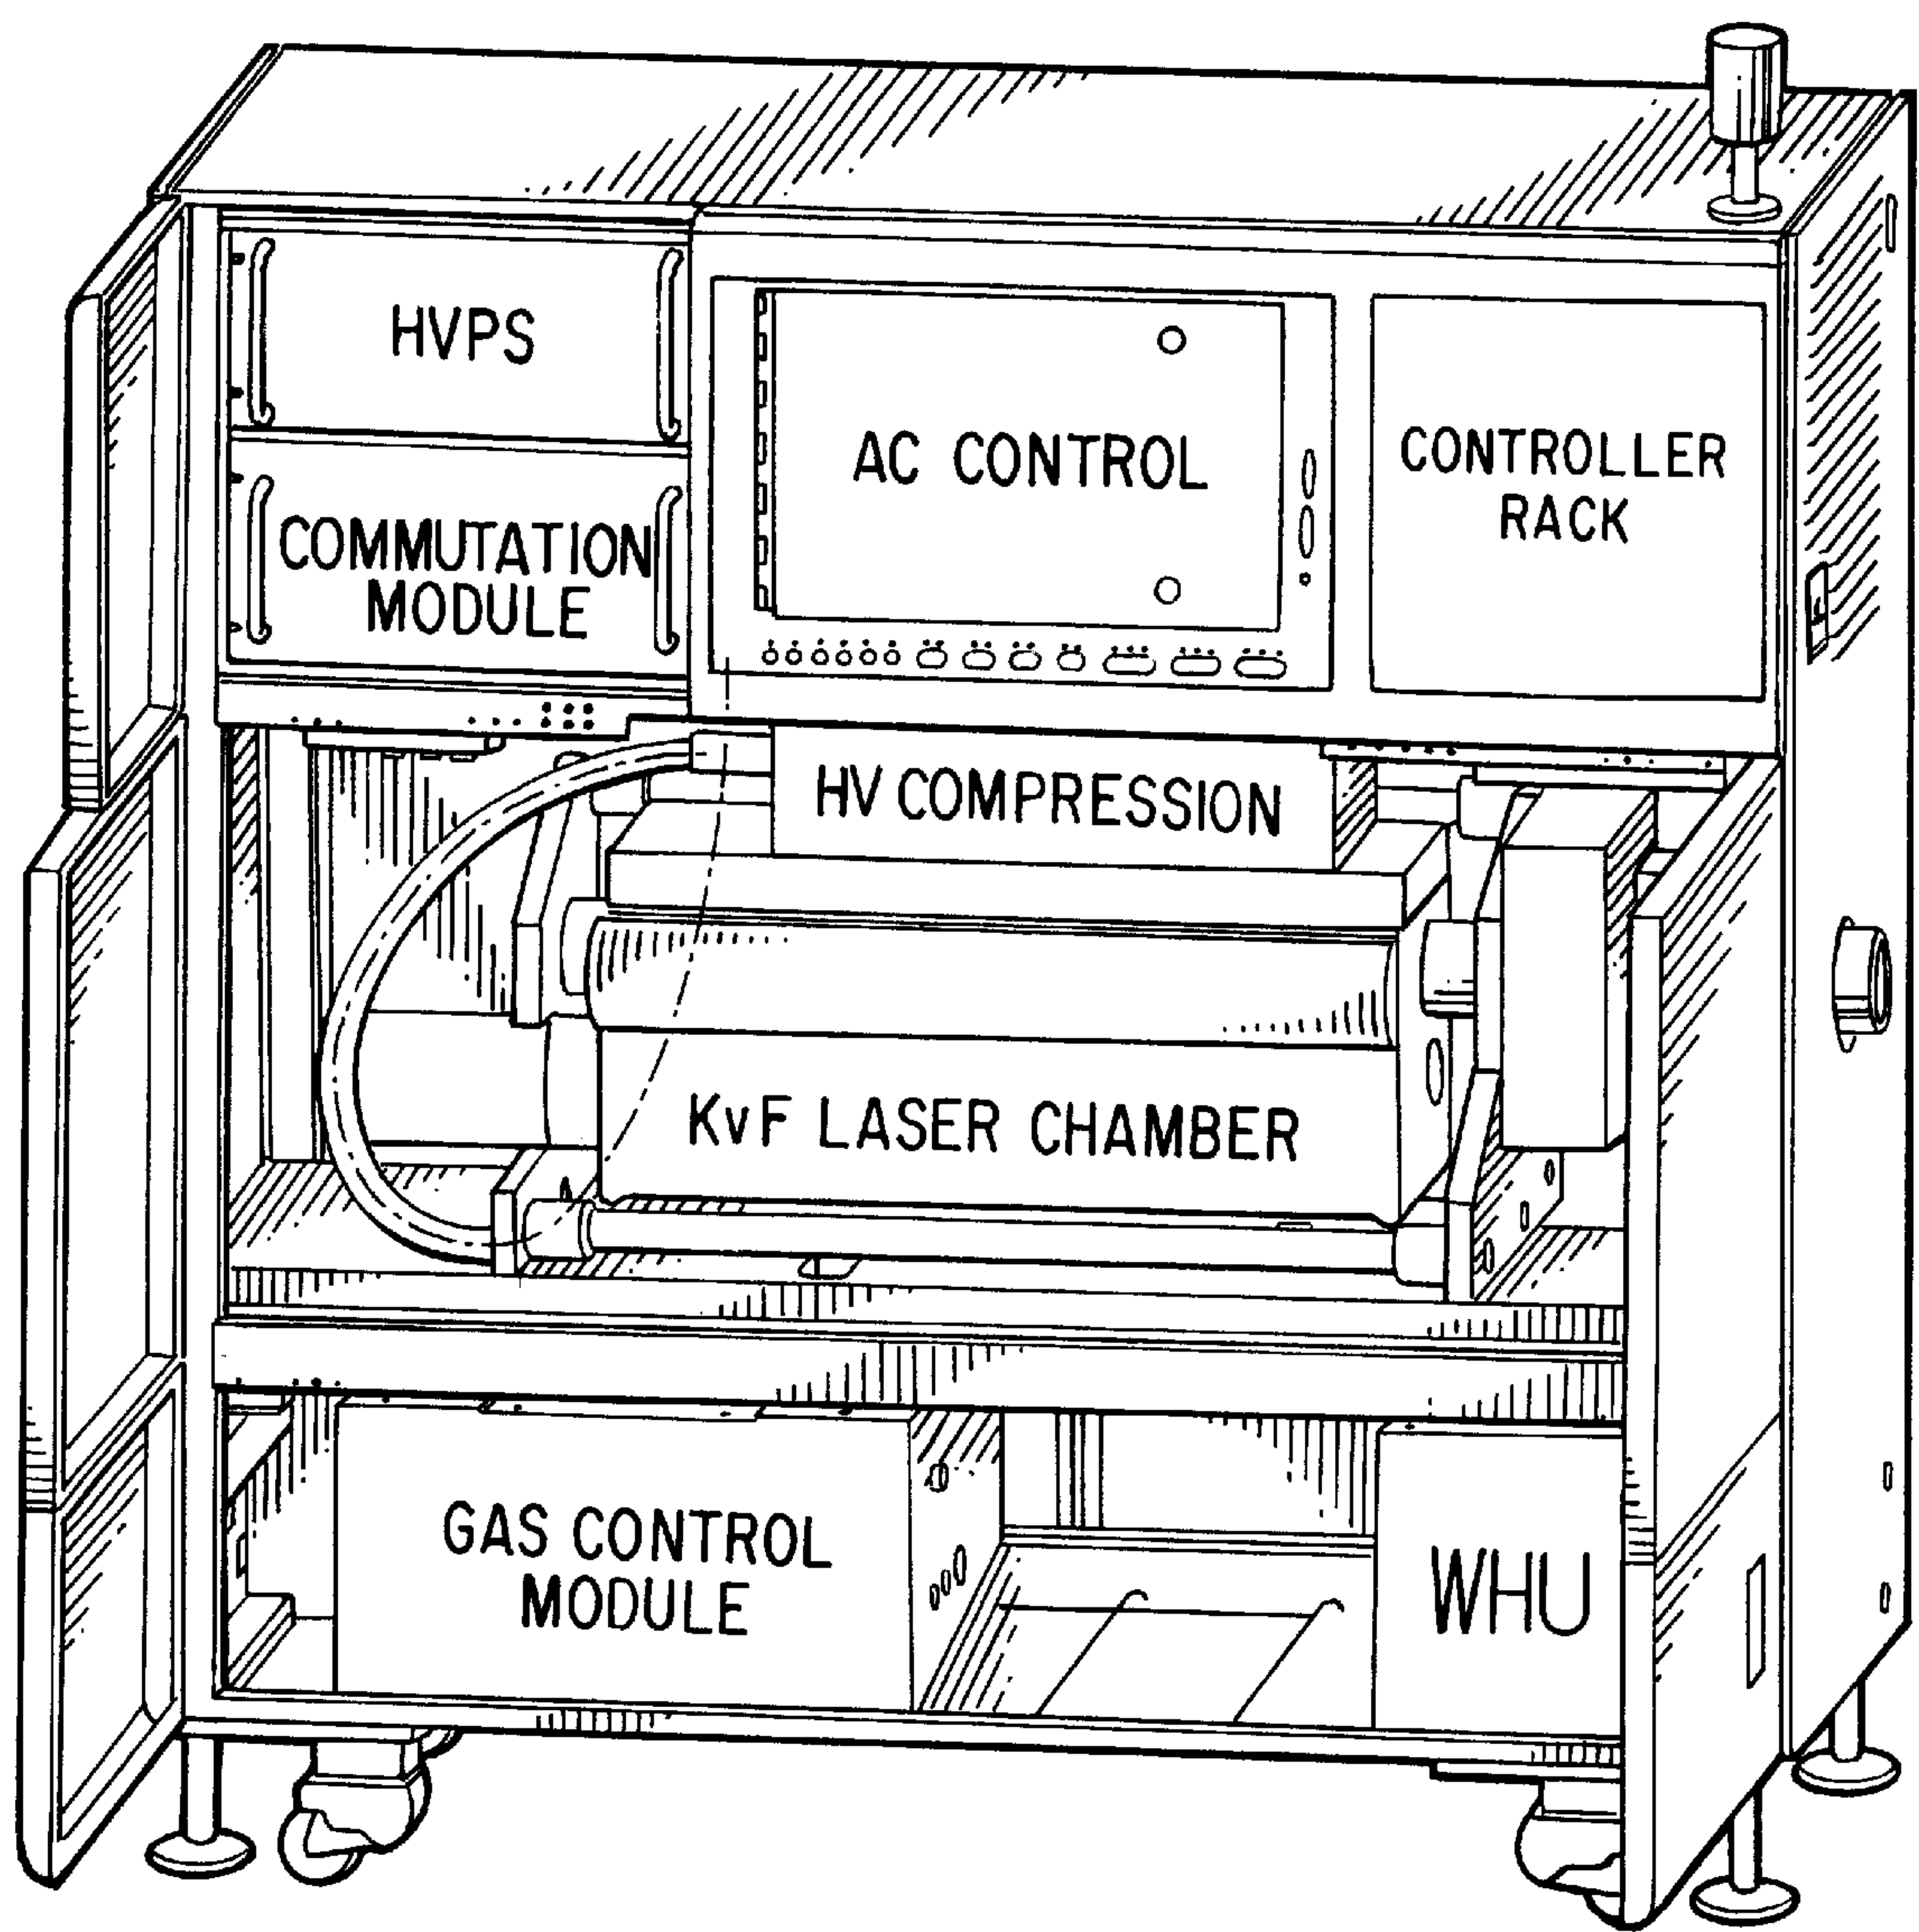 HVPS
COMMUTATION
MODULE
AC CONTROL
CONTROLLER
RACK
HV COMPRESSION
KvF LASER CHAMBER
GAS CONTROL
MODULE
WHU